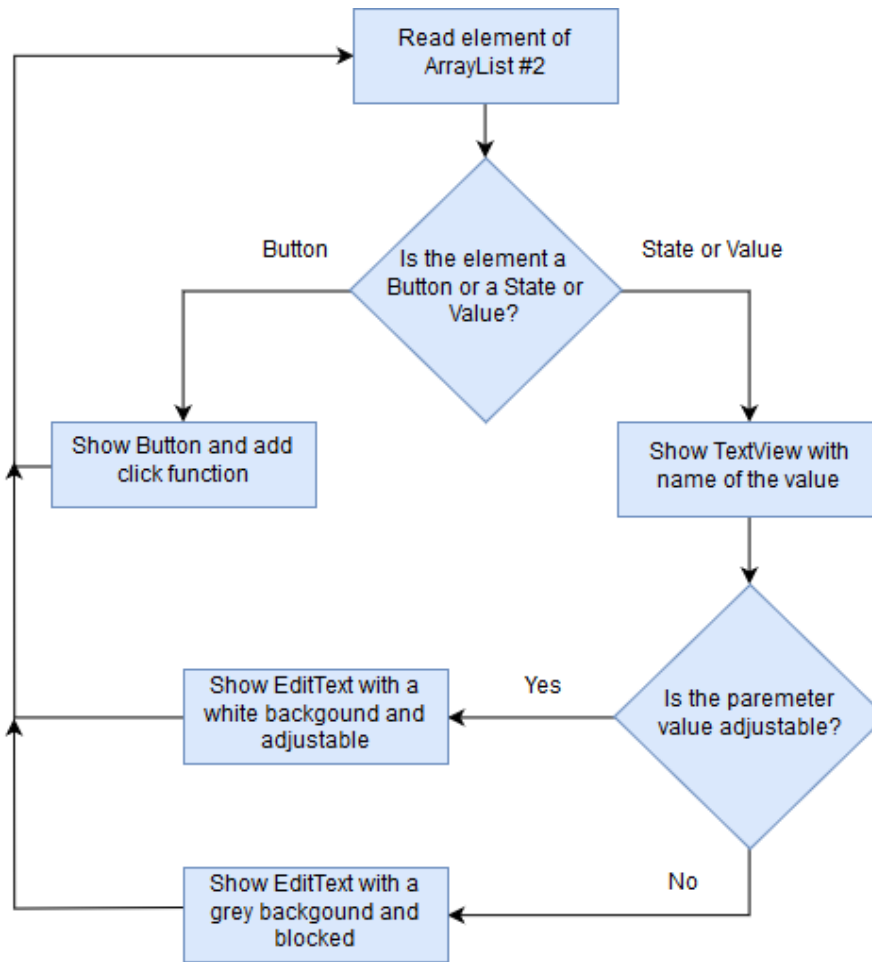 Read element of
ArrayList #2
Button
State or Value
Is the element a
Button or a State or
Value?
Show Button and add
click function
Show TextView with
name of the value
Show EditText with a
white backgound and
adjustable
Yes
Is the paremeter
value adjustable?
No
Show EditText with a
grey backgound and
blocked